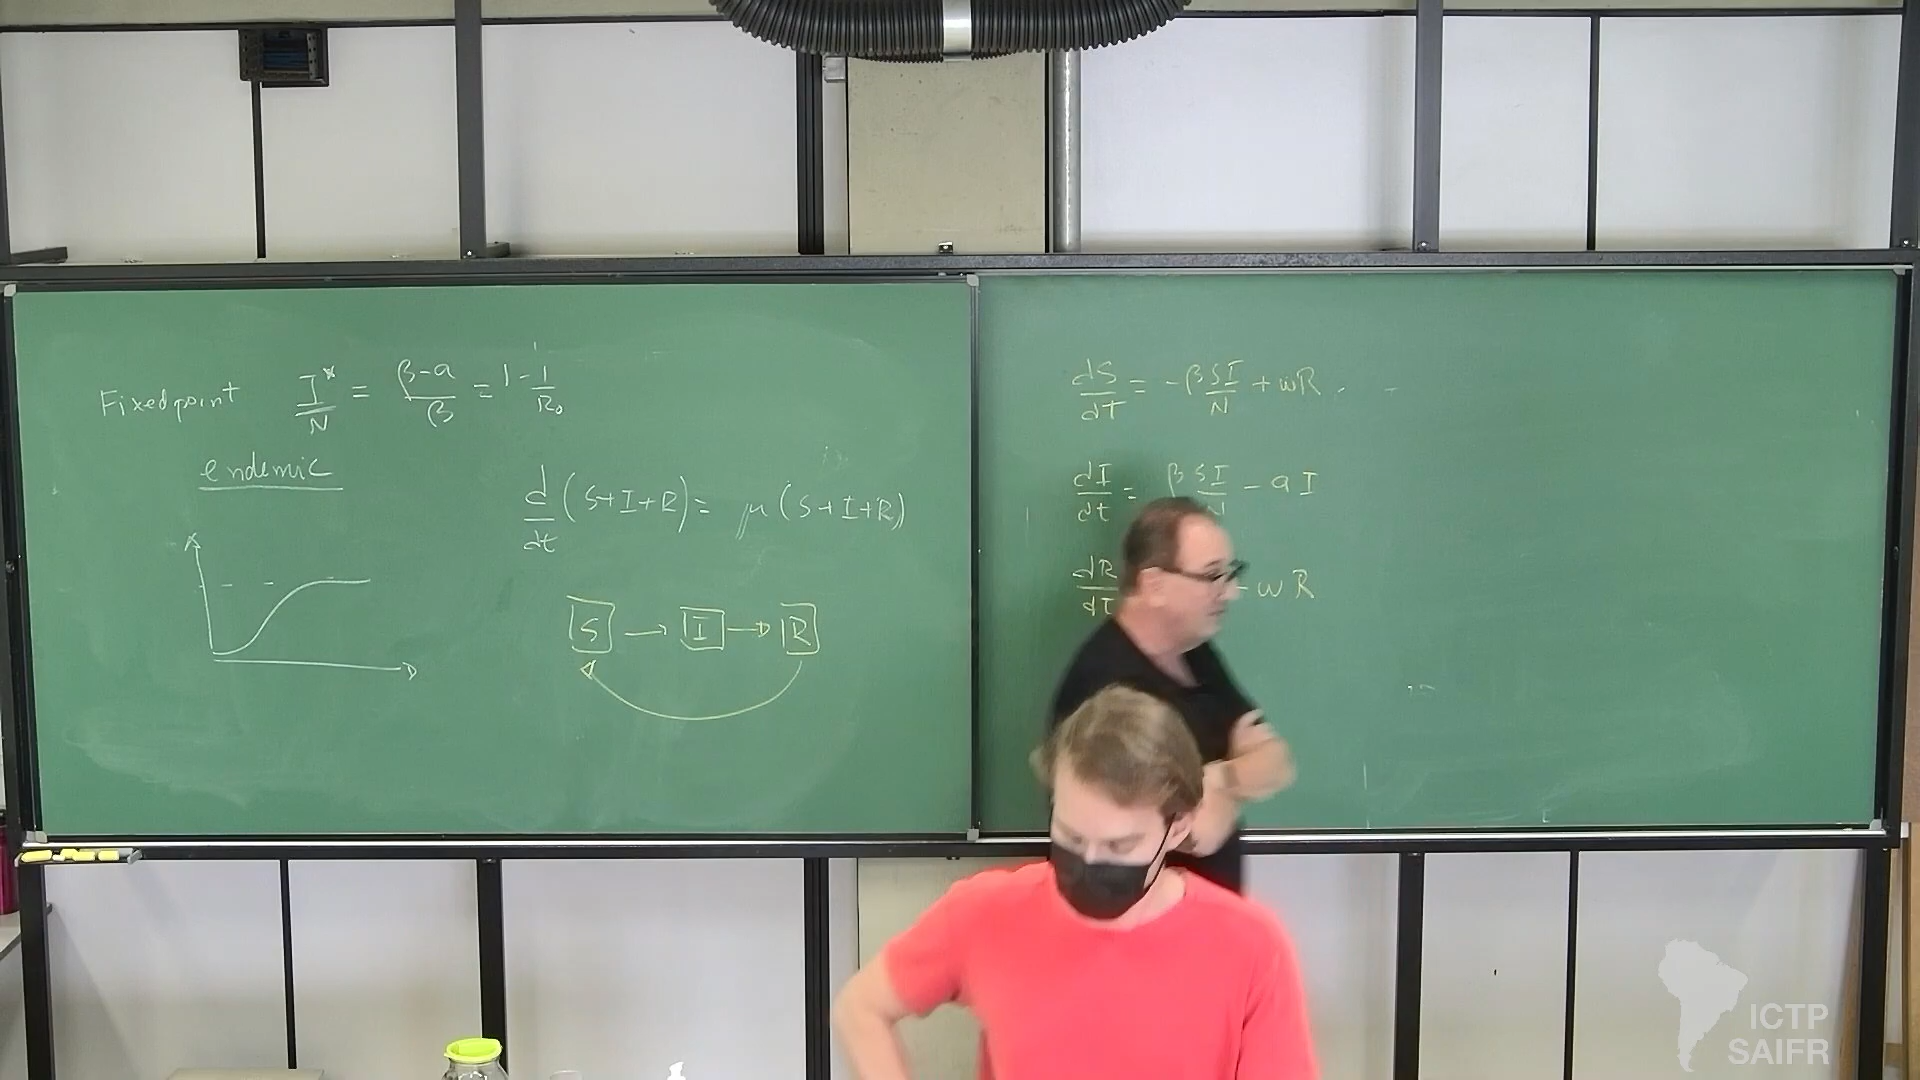 Fixedpoint I*/N = β-a/β = 1 - 1/R₀
endemic
d/dt (S+I+R) = μ (S+I+R)
S → I → R
dS/dt = -β SI/N + ωR
dI/dt = β SI/N - aI
dR/dt - ωR
ICTP
SAIFR